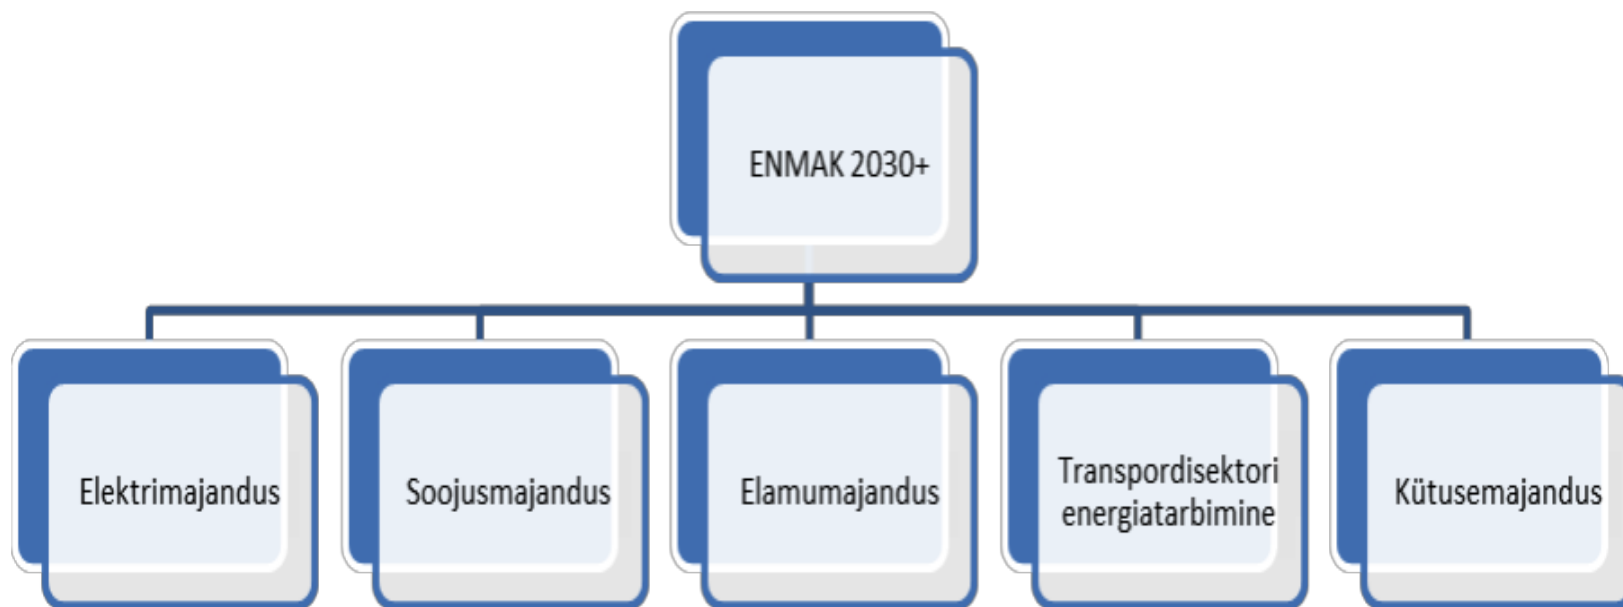 ENMAK 2030+
Elektrimajandus
Soojusmajandus
Elamumajandus
Transpordisektori
energiatarbimine
Kütusemajandus